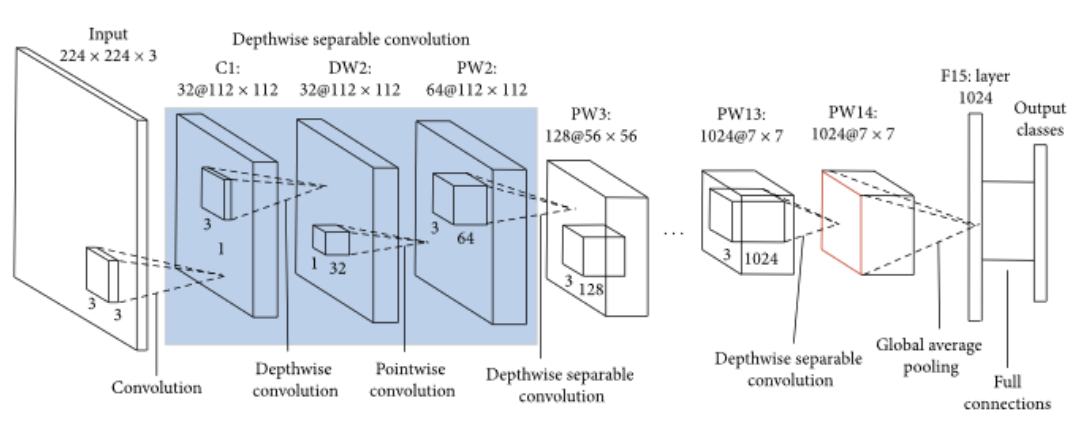 Input
224 × 224 × 3
Depthwise separable convolution
C1:
32@112 × 112
DW2:
32@112 × 112
PW2:
64@112 × 112
PW3:
128@56 × 56
PW13:
1024@7 × 7
PW14:
1024@7 × 7
F15: layer
1024
Output
classes
3
3
3
1
1
32
3
64
3
128
...
3
1024
Convolution
Depthwise
convolution
Pointwise
convolution
Depthwise separable
convolution
Depthwise separable
convolution
Global average
pooling
Full
connections